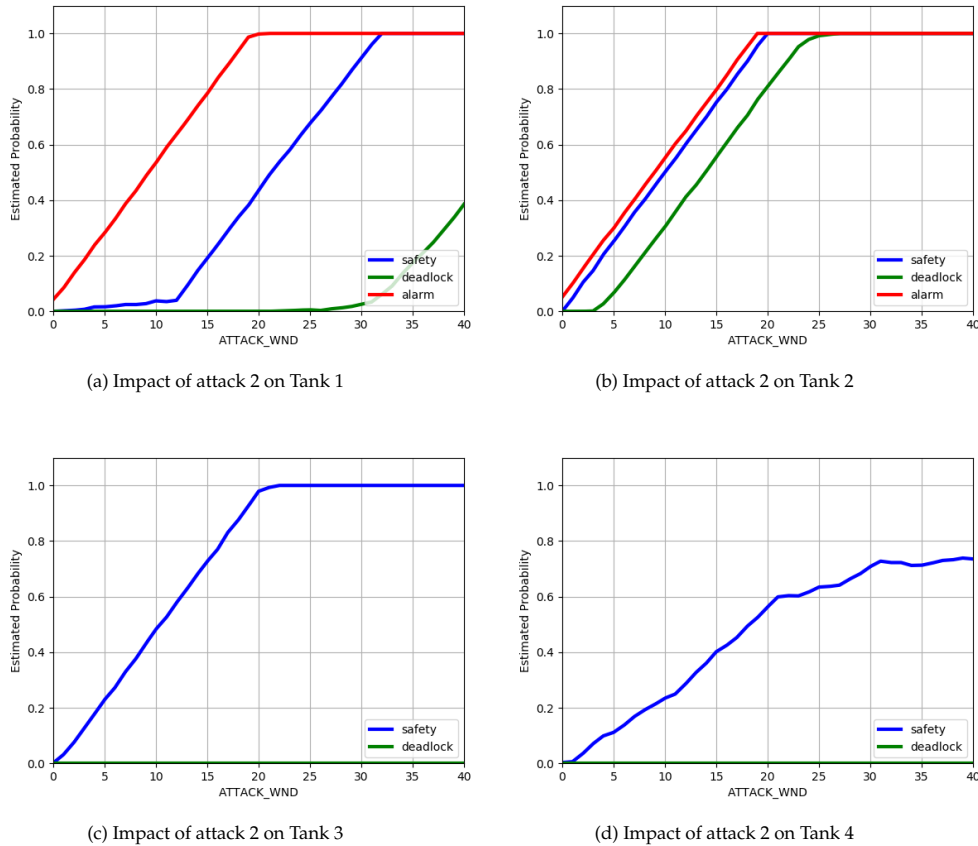 1.0
0.8
0.6
0.4
0.2
0.0
Estimated Probability
safety
deadlock
alarm
0 5 10 15 20 25 30 35 40
ATTACK_WND
(a) Impact of attack 2 on Tank 1
1.0
0.8
0.6
0.4
0.2
0.0
Estimated Probability
safety
deadlock
alarm
0 5 10 15 20 25 30 35 40
ATTACK_WND
(b) Impact of attack 2 on Tank 2
1.0
0.8
0.6
0.4
0.2
0.0
Estimated Probability
safety
deadlock
0 5 10 15 20 25 30 35 40
ATTACK_WND
(c) Impact of attack 2 on Tank 3
1.0
0.8
0.6
0.4
0.2
0.0
Estimated Probability
safety
deadlock
0 5 10 15 20 25 30 35 40
ATTACK_WND
(d) Impact of attack 2 on Tank 4